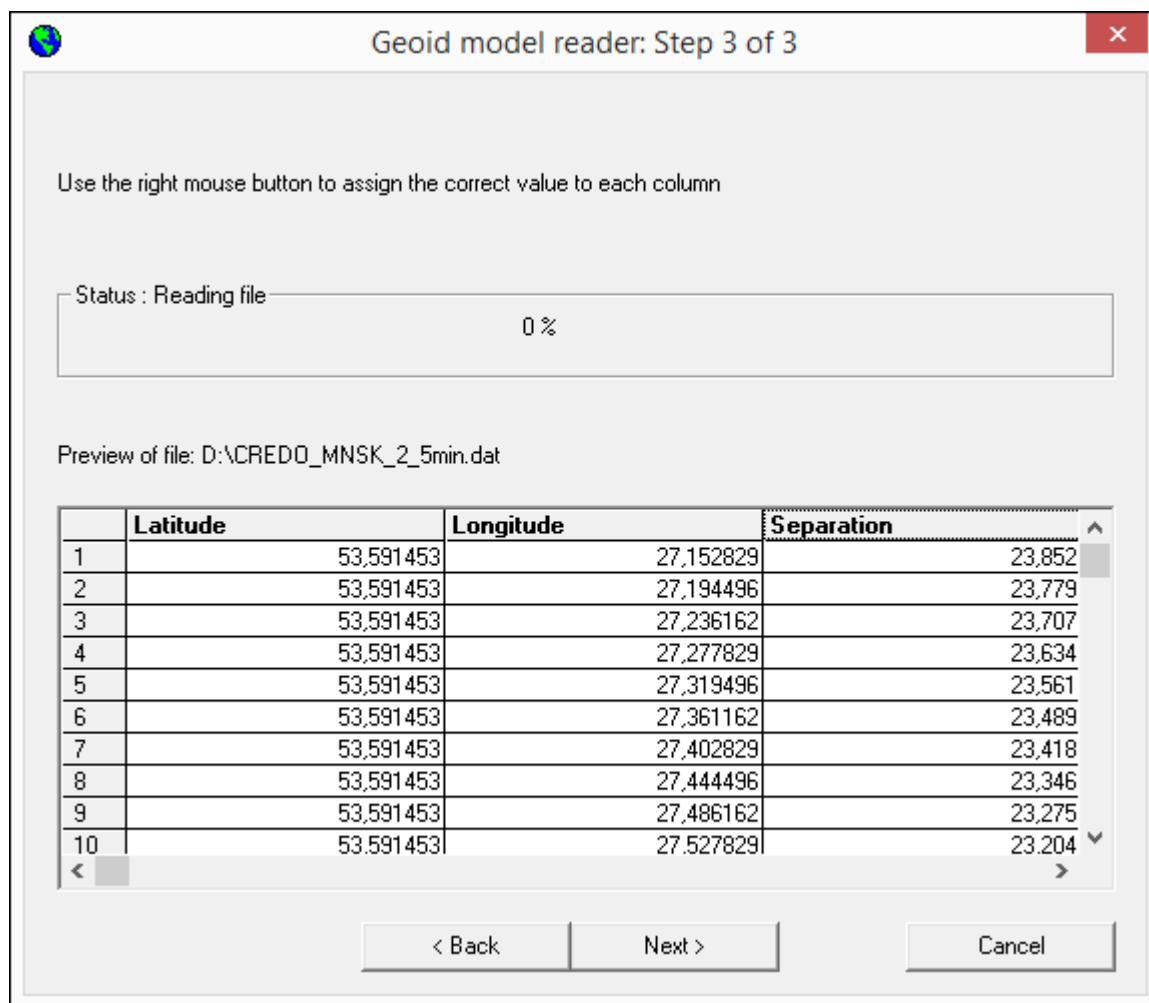 Geoid model reader: Step 3 of 3
Use the right mouse button to assign the correct value to each column
Status : Reading file
0 %
Preview of file: D:\CREDO_MNSK_2_5min.dat
Latitude Longitude Separation
1 53,591453 27,152829 23,852
2 53,591453 27,194496 23,779
3 53,591453 27,236162 23,707
4 53,591453 27,277829 23,634
5 53,591453 27,319496 23,561
6 53,591453 27,361162 23,489
7 53,591453 27,402829 23,418
8 53,591453 27,444496 23,346
9 53,591453 27,486162 23,275
10 53,591453 27,527829 23,204
< Back Next > Cancel